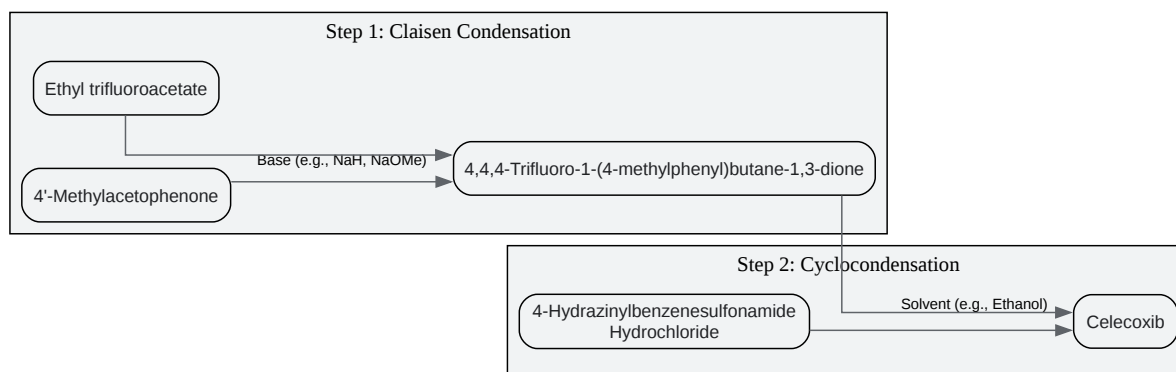 Step 1: Claisen Condensation
Ethyl trifluoroacetate
Base (e.g., NaH, NaOMe)
4,4,4-Trifluoro-1-(4-methylphenyl)butane-1,3-dione
4'-Methylacetophenone
Step 2: Cyclocondensation
4-Hydrazinylbenzenesulfonamide
Hydrochloride
Solvent (e.g., Ethanol)
Celecoxib